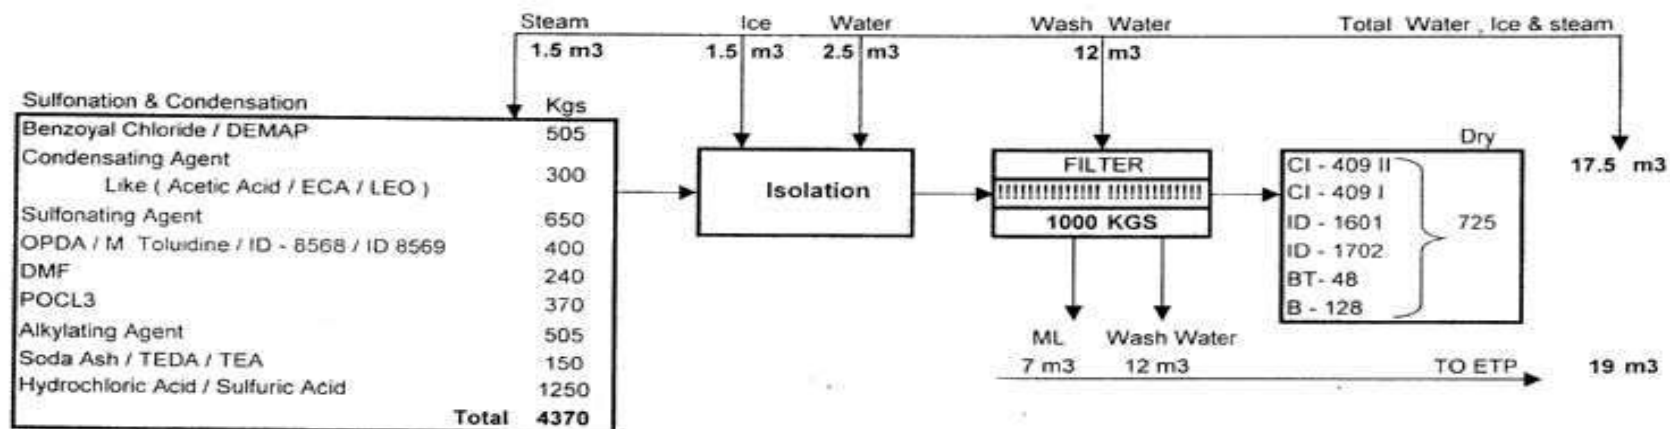 Steam Ice Water Wash Water Total Water, Ice & steam
1.5 m3 1.5 m3 2.5 m3 12 m3
Sulfonation & Condensation Kgs
Benzoyal Chloride / DEMAP 505
Condensating Agent 300
Like ( Acetic Acid / ECA / LEO )
Sulfonating Agent 650
OPDA / M Toluidine / ID - 8568 / ID 8569 400
DMF 240
POCL3 370
Alkylating Agent 505
Soda Ash / TEDA / TEA 150
Hydrochloric Acid / Sulfuric Acid 1250
Total 4370
Isolation
FILTER
1000 KGS
Dry
CI - 409 II
CI - 409 I
ID - 1601
ID - 1702
BT- 48
B - 128
725
17.5 m3
ML Wash Water
7 m3 12 m3
TO ETP 19 m3